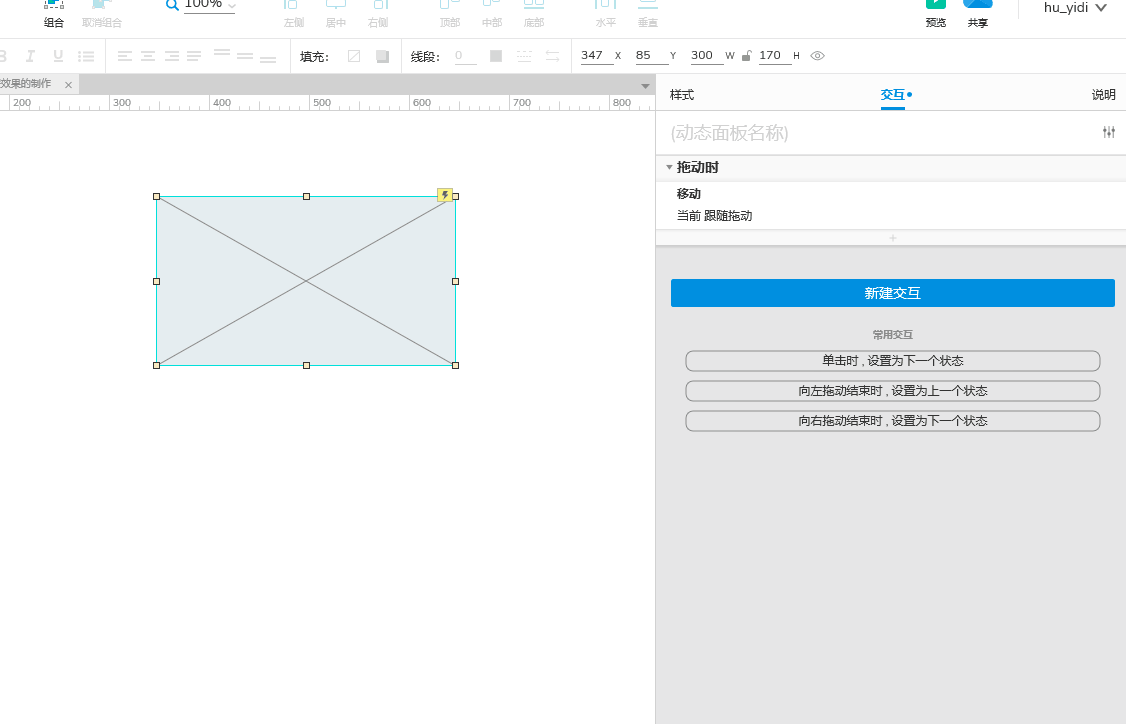 100%
hu_yidi
组合 取消组合 左侧 居中 右侧 顶部 中部 底部 水平 垂直 预览 共享
B I U 填充: 线段: 0 347 X 85 Y 300 W 170 H
效果的制作 ×
200 300 400 500 600 700 800
样式 交互 说明
(动态面板名称)
拖动时
移动
当前 跟随拖动
+
新建交互
常用交互
单击时 , 设置为下一个状态
向左拖动结束时 , 设置为上一个状态
向右拖动结束时 , 设置为下一个状态